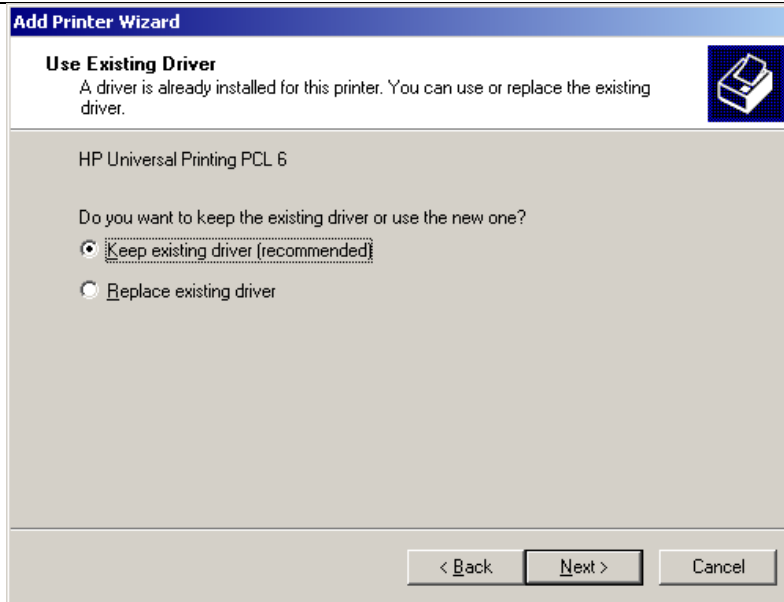 Add Printer Wizard
Use Existing Driver
A driver is already installed for this printer. You can use or replace the existing
driver.
HP Universal Printing PCL 6
Do you want to keep the existing driver or use the new one?
Keep existing driver (recommended)
Replace existing driver
< Back
Next >
Cancel